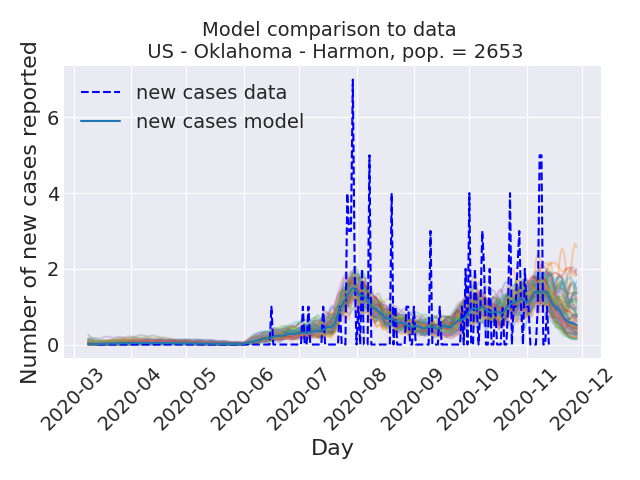 Model comparison to data
US - Oklahoma - Harmon, pop. = 2653
Number of new cases reported
6
4
2
0
new cases data
new cases model
2020-03
2020-04
2020-05
2020-06
2020-07
2020-08
2020-09
2020-10
2020-11
2020-12
Day